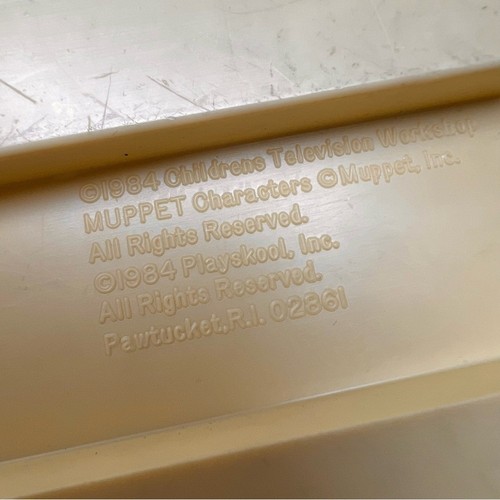 ©1984 Childrens Television Workshop
MUPPET Characters ©Muppet, Inc.
All Rights Reserved.
©1984 Playskool, Inc.
All Rights Reserved.
Pawtucket,R.I. 02861